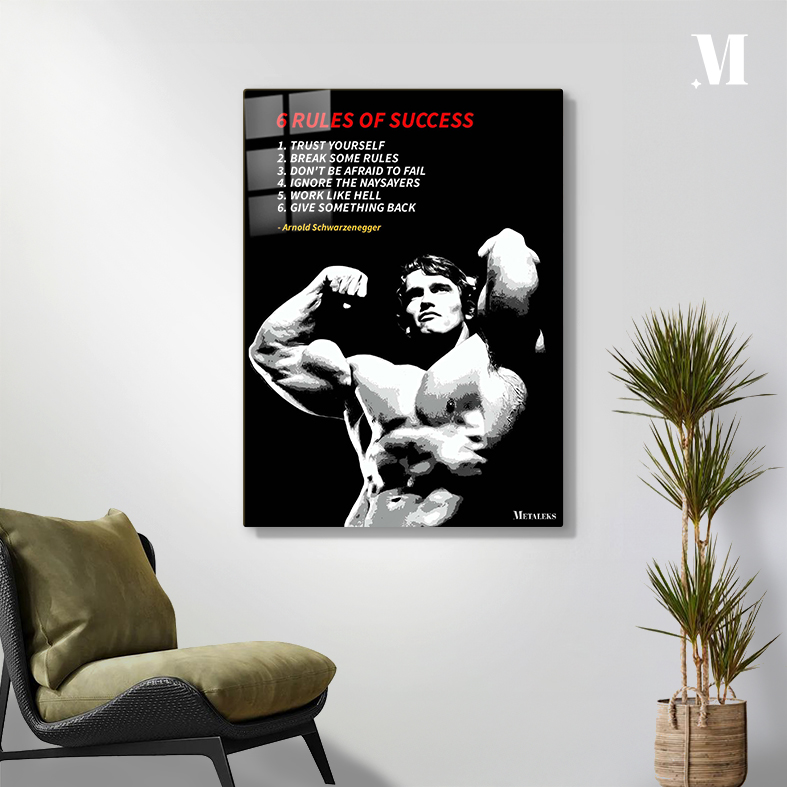 M
6 RULES OF SUCCESS
1. TRUST YOURSELF
2. BREAK SOME RULES
3. DON'T BE AFRAID TO FAIL
4. IGNORE THE NAYSAYERS
5. WORK LIKE HELL
6. GIVE SOMETHING BACK
- Arnold Schwarzenegger
METALEKS